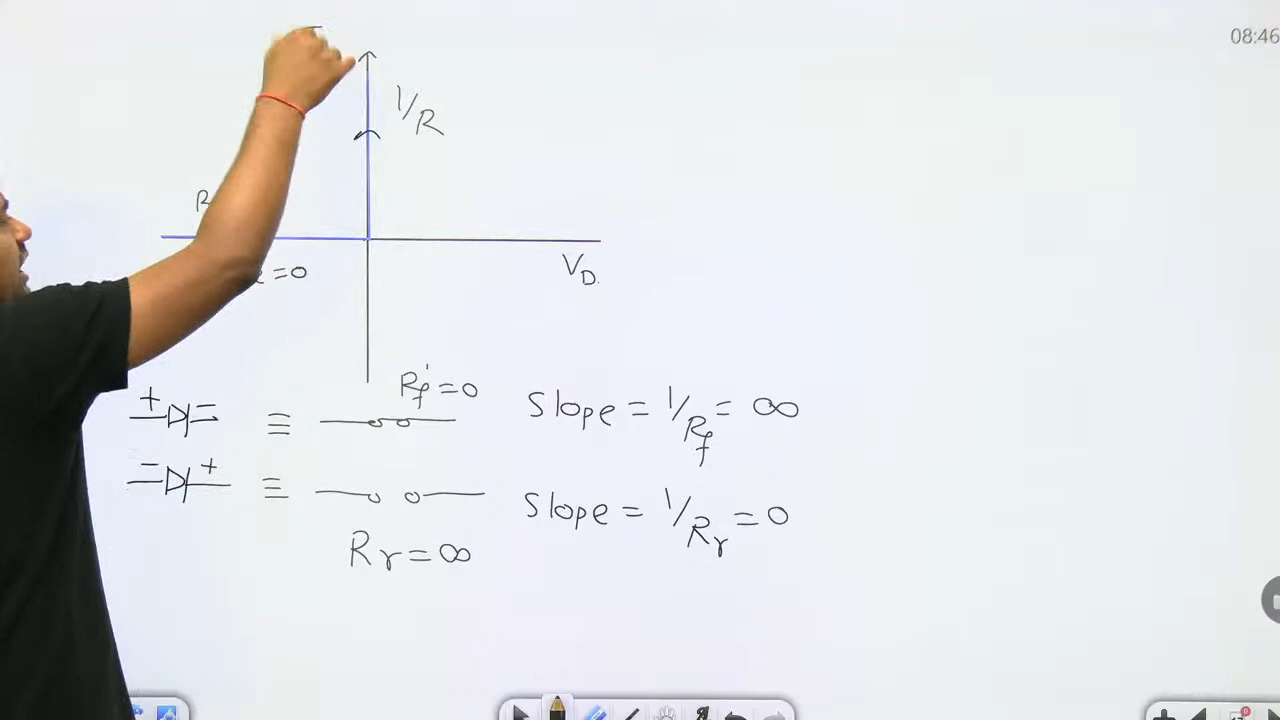 08:46
1/R
R
=0
V_D.
R_f=0
+ - ≡ Slope = 1/R_f = ∞
- + ≡ Slope = 1/R_r = 0
R_r = ∞